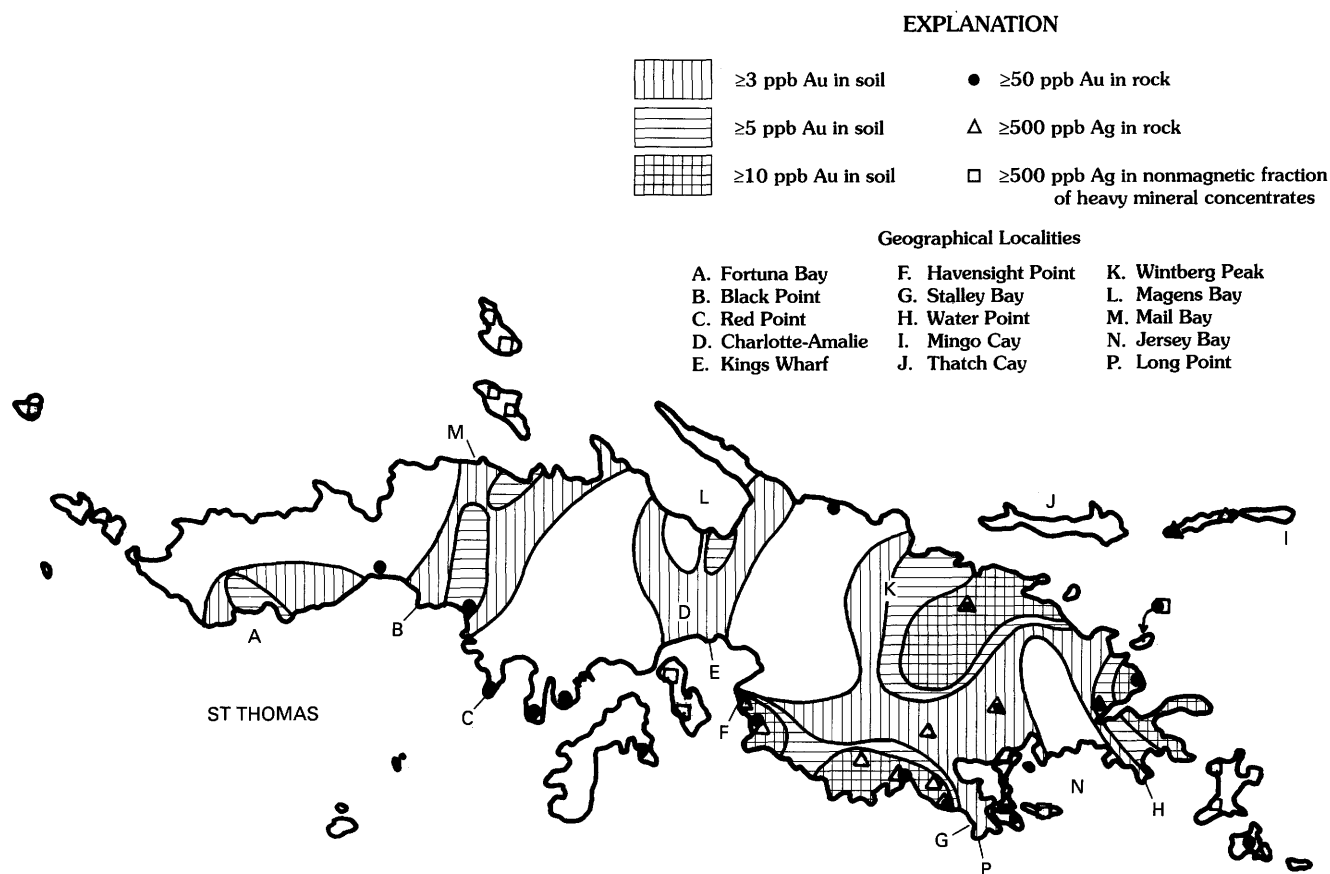 EXPLANATION
≥3 ppb Au in soil
≥50 ppb Au in rock
≥5 ppb Au in soil
≥500 ppb Ag in rock
≥10 ppb Au in soil
≥500 ppb Ag in nonmagnetic fraction
of heavy mineral concentrates
Geographical Localities
A. Fortuna Bay
B. Black Point
C. Red Point
D. Charlotte-Amalie
E. Kings Wharf
F. Havensight Point
G. Stalley Bay
H. Water Point
I. Mingo Cay
J. Thatch Cay
K. Wintberg Peak
L. Magens Bay
M. Mail Bay
N. Jersey Bay
P. Long Point
M
L
J
I
K
D
A
B
E
ST THOMAS
C
F
N
H
G
P